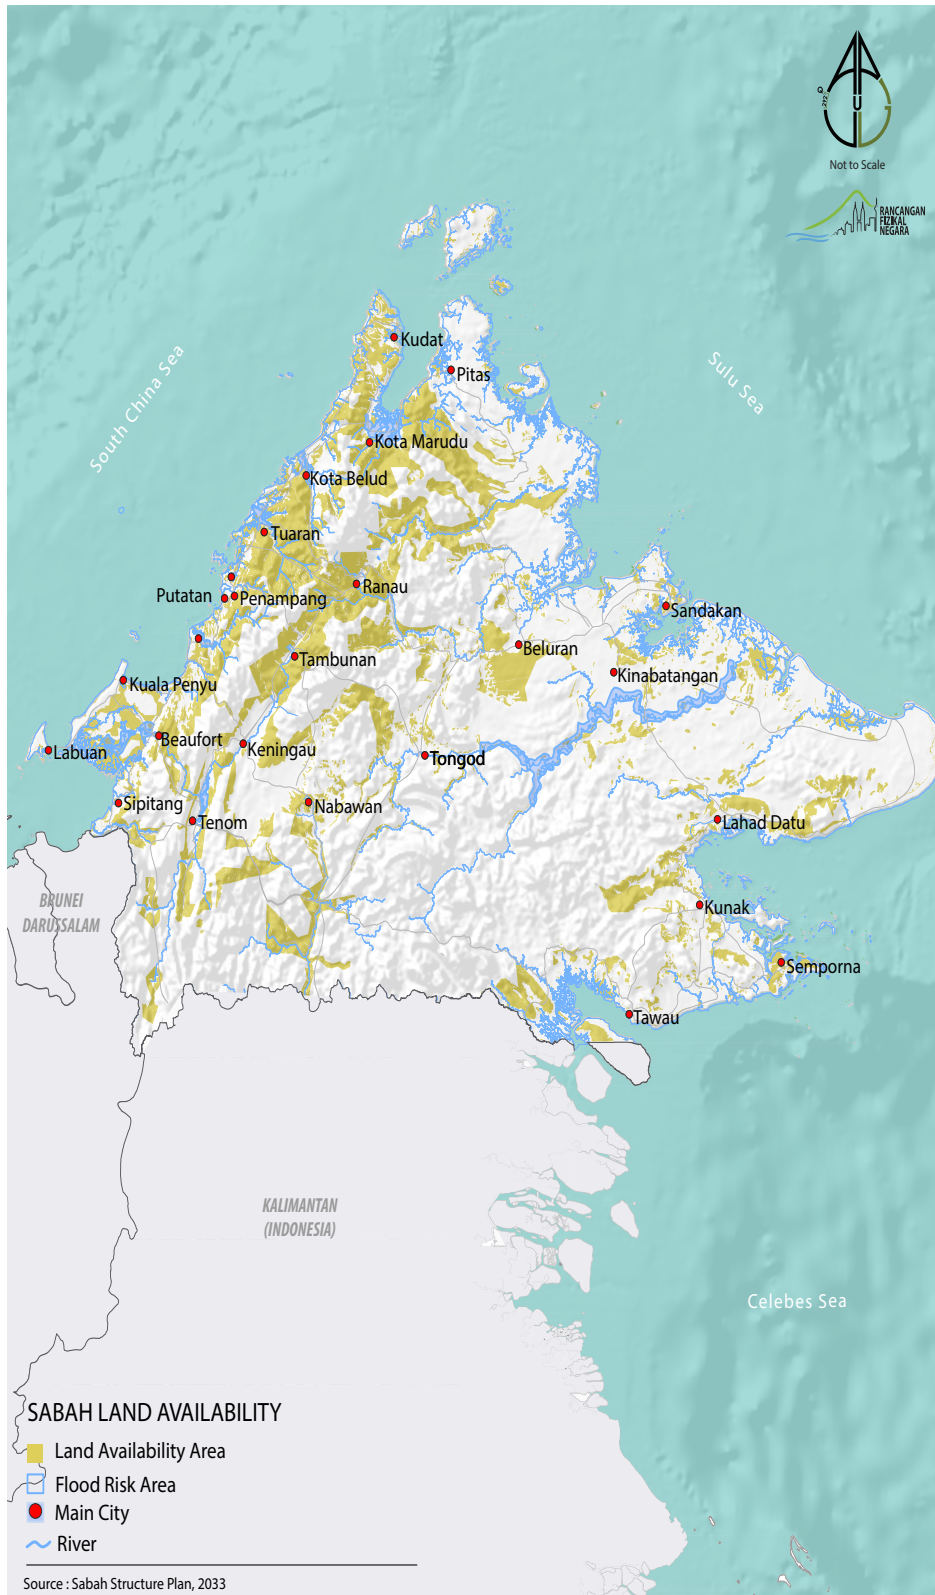 Not to Scale
RANCANGAN
FIZIKAL
NEGARA
South China Sea
Sulu Sea
Kudat
Pitas
Kota Marudu
Kota Belud
Tuaran
Ranau
Putatan
Penampang
Sandakan
Beluran
Tambunan
Kinabatangan
Kuala Penyu
Beaufort
Keningau
Labuan
Tongod
Sipitang
Nabawan
Tenom
Lahad Datu
BRUNEI
DARUSSALAM
Kunak
Semporna
Tawau
KALIMANTAN
(INDONESIA)
Celebes Sea
SABAH LAND AVAILABILITY
Land Availability Area
Flood Risk Area
Main City
River
Source : Sabah Structure Plan, 2033